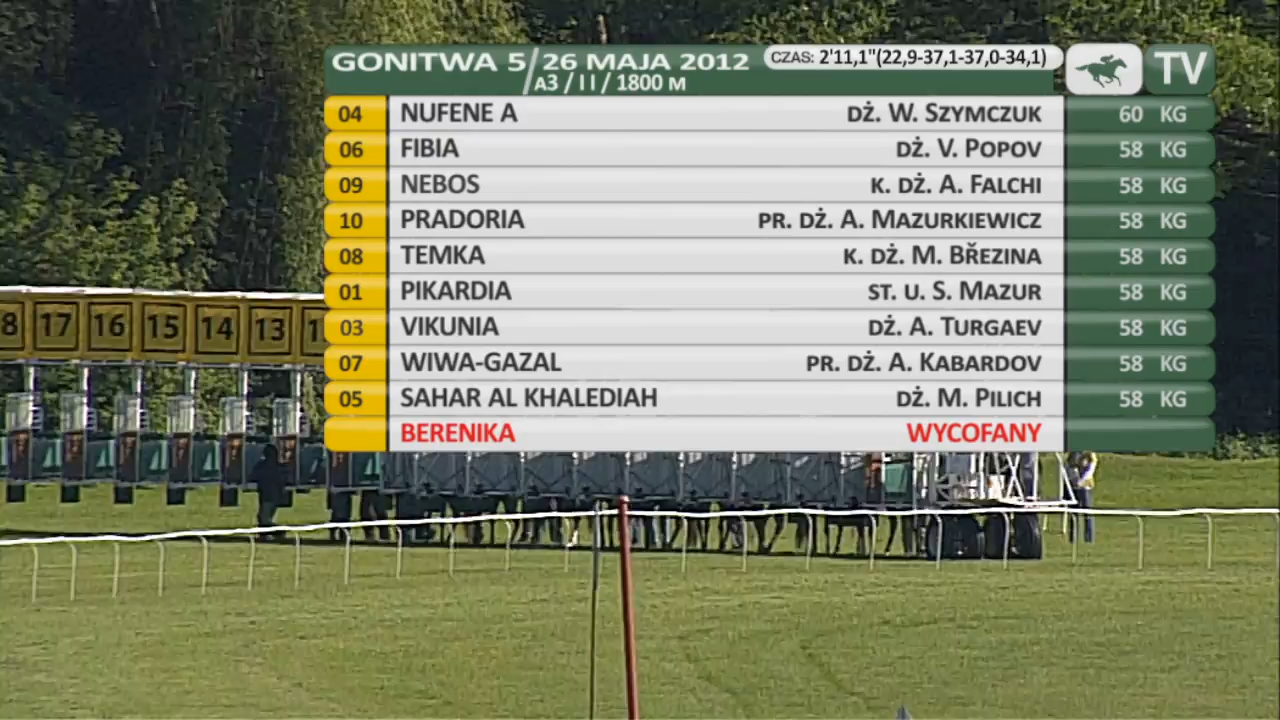 GONITWA 5/26 MAJA 2012 CZAS: 2'11,1"(22,9-37,1-37,0-34,1) TV
A3 / II / 1800 M
04 NUFENE A DŻ. W. SZYMCZUK 60 KG
06 FIBIA DŻ. V. POPOV 58 KG
09 NEBOS K. DŻ. A. FALCHI 58 KG
10 PRADORIA PR. DŻ. A. MAZURKIEWICZ 58 KG
08 TEMKA K. DŻ. M. BŘEZINA 58 KG
01 PIKARDIA ST. U. S. MAZUR 58 KG
03 VIKUNIA DŻ. A. TURGAEV 58 KG
07 WIWA-GAZAL PR. DŻ. A. KABARDOV 58 KG
05 SAHAR AL KHALEDIAH DŻ. M. PILICH 58 KG
BERENIKA WYCOFANY
8 17 16 15 14 13